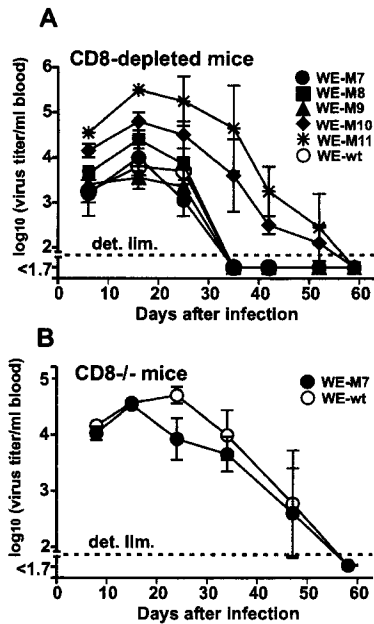 A
CD8-depleted mice
WE-M7
WE-M8
WE-M9
WE-M10
WE-M11
WE-wt
log10 (virus titer/ml blood)
6
5
4
3
2
<1.7
det. lim.
0 10 20 30 40 50 60
Days after infection
B
CD8-/- mice
WE-M7
WE-wt
log10 (virus titer/ml blood)
5
4
3
2
<1.7
det. lim.
0 10 20 30 40 50 60
Days after infection